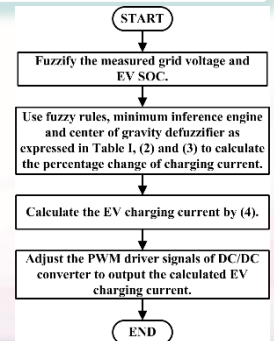 START
Fuzzify the measured grid voltage and
EV SOC.
Use fuzzy rules, minimum inference engine
and center of gravity defuzzifier as
expressed in Table I, (2) and (3) to calculate
the percentage change of charging current.
Calculate the EV charging current by (4).
Adjust the PWM driver signals of DC/DC
converter to output the calculated EV
charging current.
END